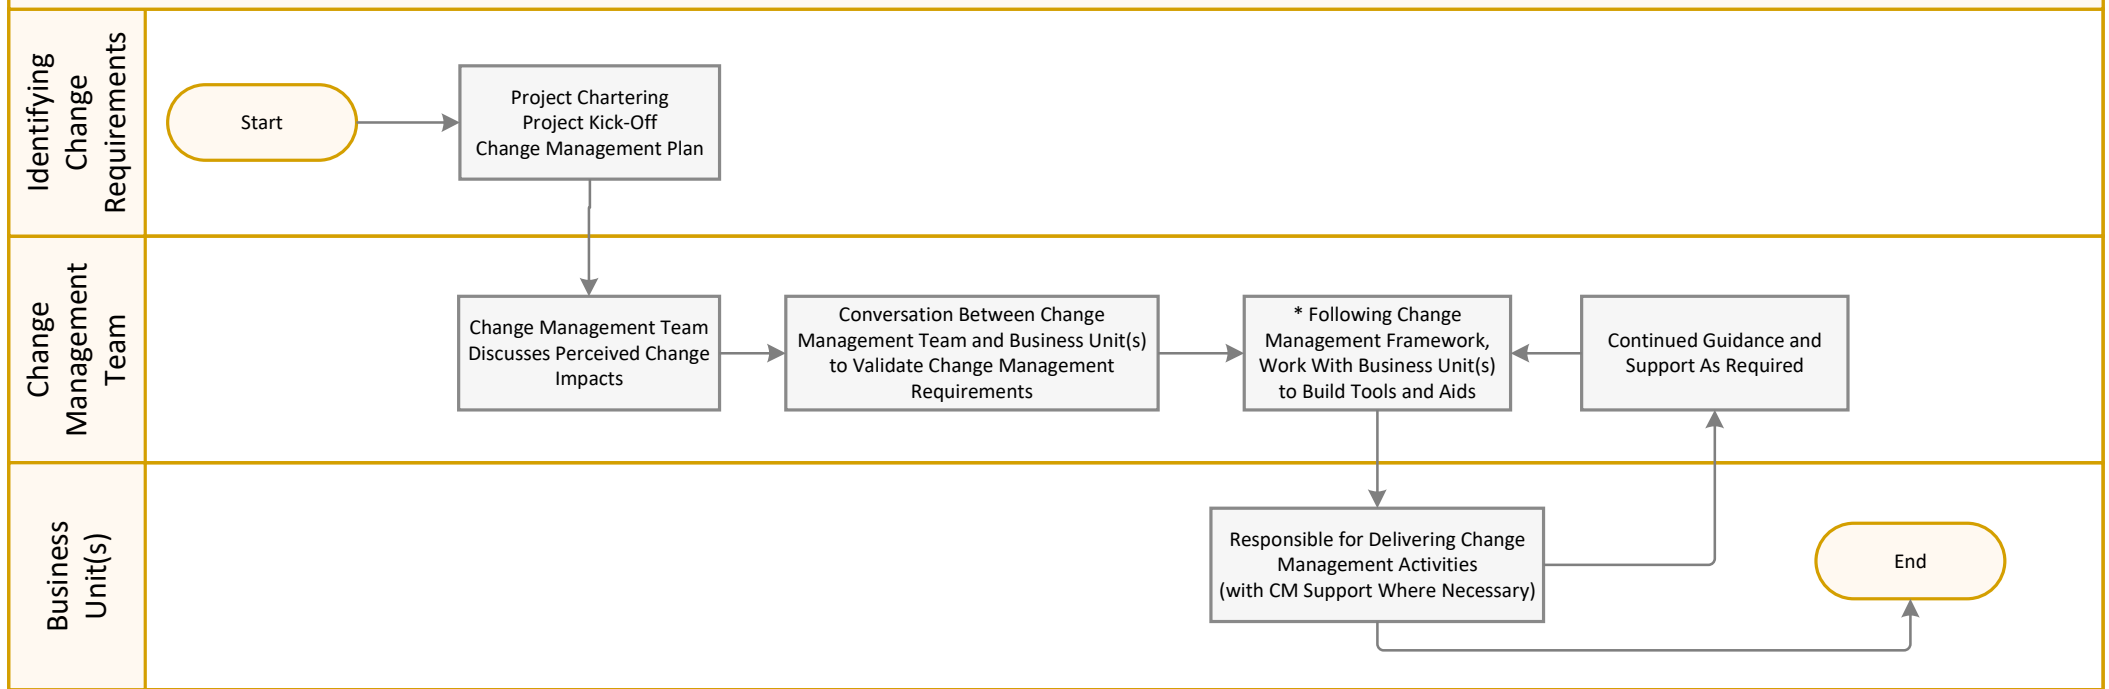 Identifying
Change
Requirements
Start
Project Chartering
Project Kick-Off
Change Management Plan
Change
Management
Team
Change Management Team
Discusses Perceived Change
Impacts
Conversation Between Change
Management Team and Business Unit(s)
to Validate Change Management
Requirements
* Following Change
Management Framework,
Work With Business Unit(s)
to Build Tools and Aids
Continued Guidance and
Support As Required
Business
Unit(s)
Responsible for Delivering Change
Management Activities
(with CM Support Where Necessary)
End